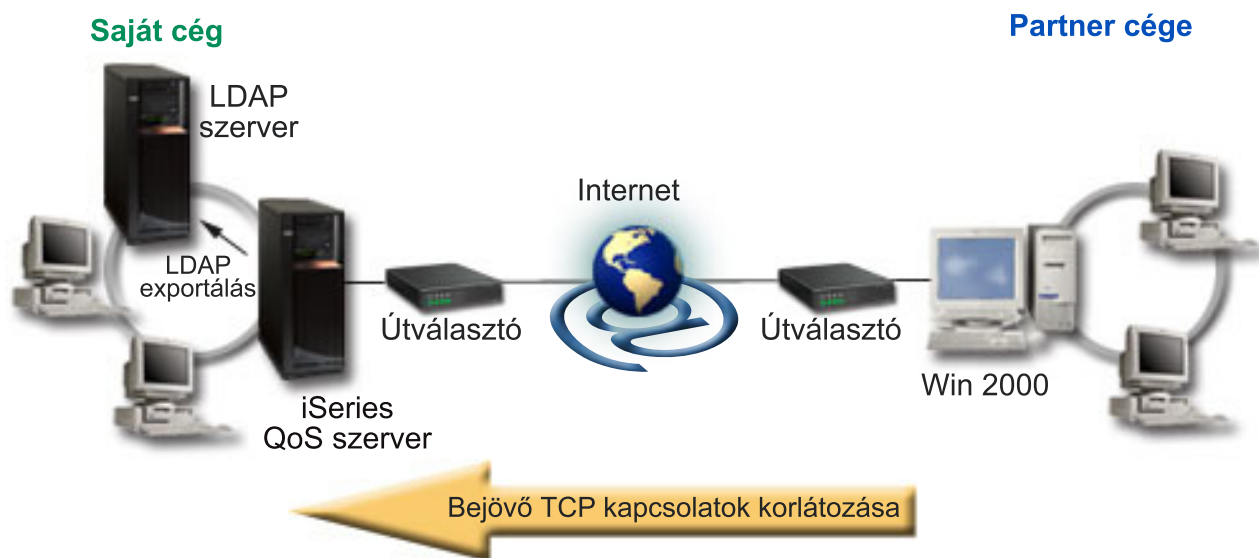 Saját cég
Partner cége
LDAP
szerver
Internet
LDAP
exportálás
Útválasztó
Útválasztó
Win 2000
iSeries
QoS szerver
Bejövő TCP kapcsolatok korlátozása